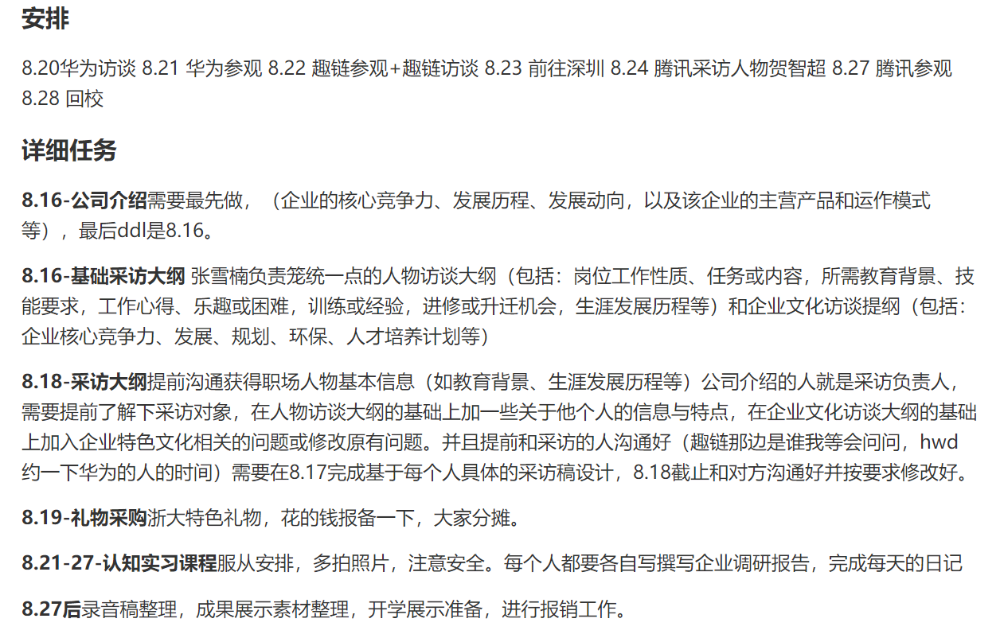 安排
8.20华为访谈 8.21 华为参观 8.22 趣链参观+趣链访谈 8.23 前往深圳 8.24 腾讯采访人物贺智超 8.27 腾讯参观
8.28 回校
详细任务
8.16-公司介绍需要最先做，（企业的核心竞争力、发展历程、发展动向，以及该企业的主营产品和运作模式
等），最后ddl是8.16。
8.16-基础采访大纲 张雪楠负责笼统一点的人物访谈大纲（包括：岗位工作性质、任务或内容，所需教育背景、技
能要求，工作心得、乐趣或困难，训练或经验，进修或升迁机会，生涯发展历程等）和企业文化访谈提纲（包括：
企业核心竞争力、发展、规划、环保、人才培养计划等）
8.18-采访大纲提前沟通获得职场人物基本信息（如教育背景、生涯发展历程等）公司介绍的人就是采访负责人，
需要提前了解下采访对象，在人物访谈大纲的基础上加一些关于他个人的信息与特点，在企业文化访谈大纲的基础
上加入企业特色文化相关的问题或修改原有问题。并且提前和采访的人沟通好（趣链那边是谁我等会问问，hwd
约一下华为的人的时间）需要在8.17完成基于每个人具体的采访稿设计，8.18截止和对方沟通好并按要求修改好。
8.19-礼物采购浙大特色礼物，花的钱报备一下，大家分摊。
8.21-27-认知实习课程服从安排，多拍照片，注意安全。每个人都要各自写撰写企业调研报告，完成每天的日记
8.27后录音稿整理，成果展示素材整理，开学展示准备，进行报销工作。